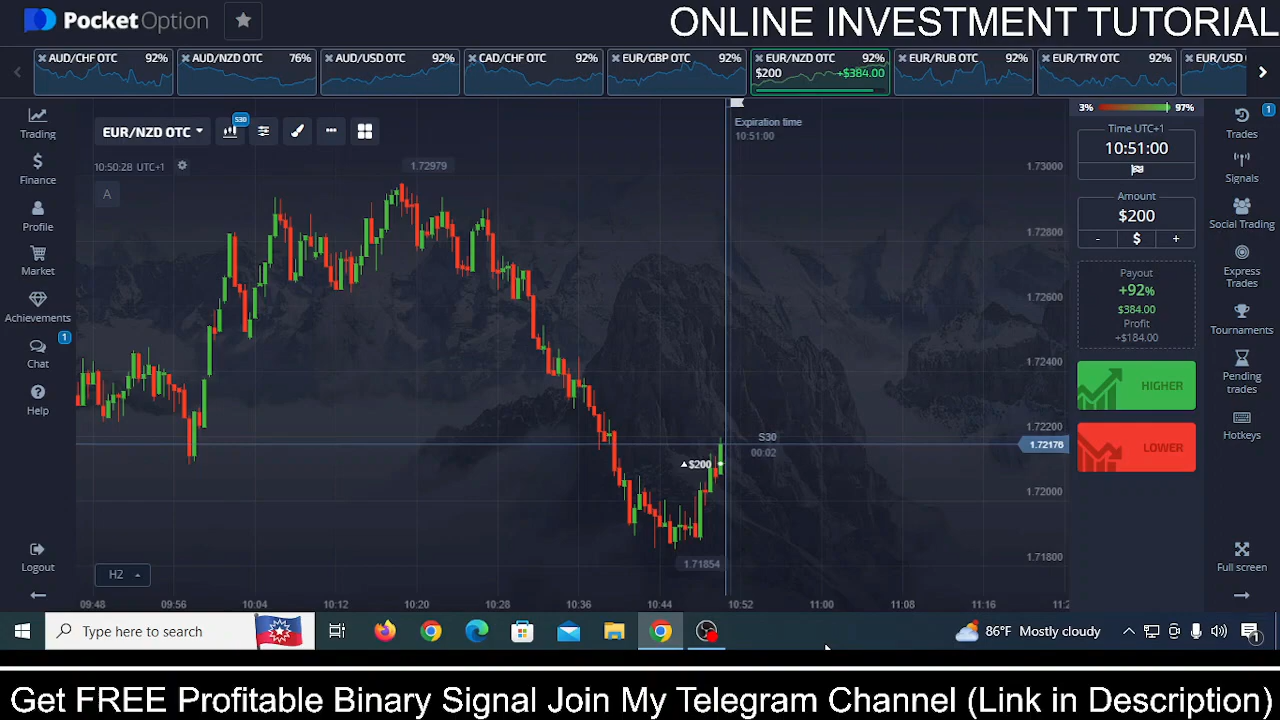 PocketOption
ONLINE INVESTMENT TUTORIAL
AUD/CHF OTC 92%
AUD/NZD OTC 76%
AUD/USD OTC 92%
CAD/CHF OTC 92%
EUR/GBP OTC 92%
EUR/NZD OTC 92%
$200 +$384.00
EUR/RUB OTC 92%
EUR/TRY OTC 92%
EUR/USD
Trading
Finance
Profile
Market
Achievements
1
Chat
Help
Logout
EUR/NZD OTC
S30
10:50:28 UTC+1
A
1.72979
Expiration time
10:51:00
1.73000
1.72800
1.72600
1.72400
1.72200
1.72176
1.72000
1.71800
S30
00:02
$200
1.71854
H2
09:48 09:56 10:04 10:12 10:20 10:28 10:36 10:44 10:52 11:00 11:08 11:16 11:2
3% 97%
Time UTC+1
10:51:00
Amount
$200
- $ +
Payout
+92%
$384.00
Profit
+$184.00
HIGHER
LOWER
1
Trades
Signals
Social Trading
Express
Trades
Tournaments
Pending
trades
Hotkeys
Full screen
Type here to search
86°F Mostly cloudy
1
Get FREE Profitable Binary Signal Join My Telegram Channel (Link in Description)